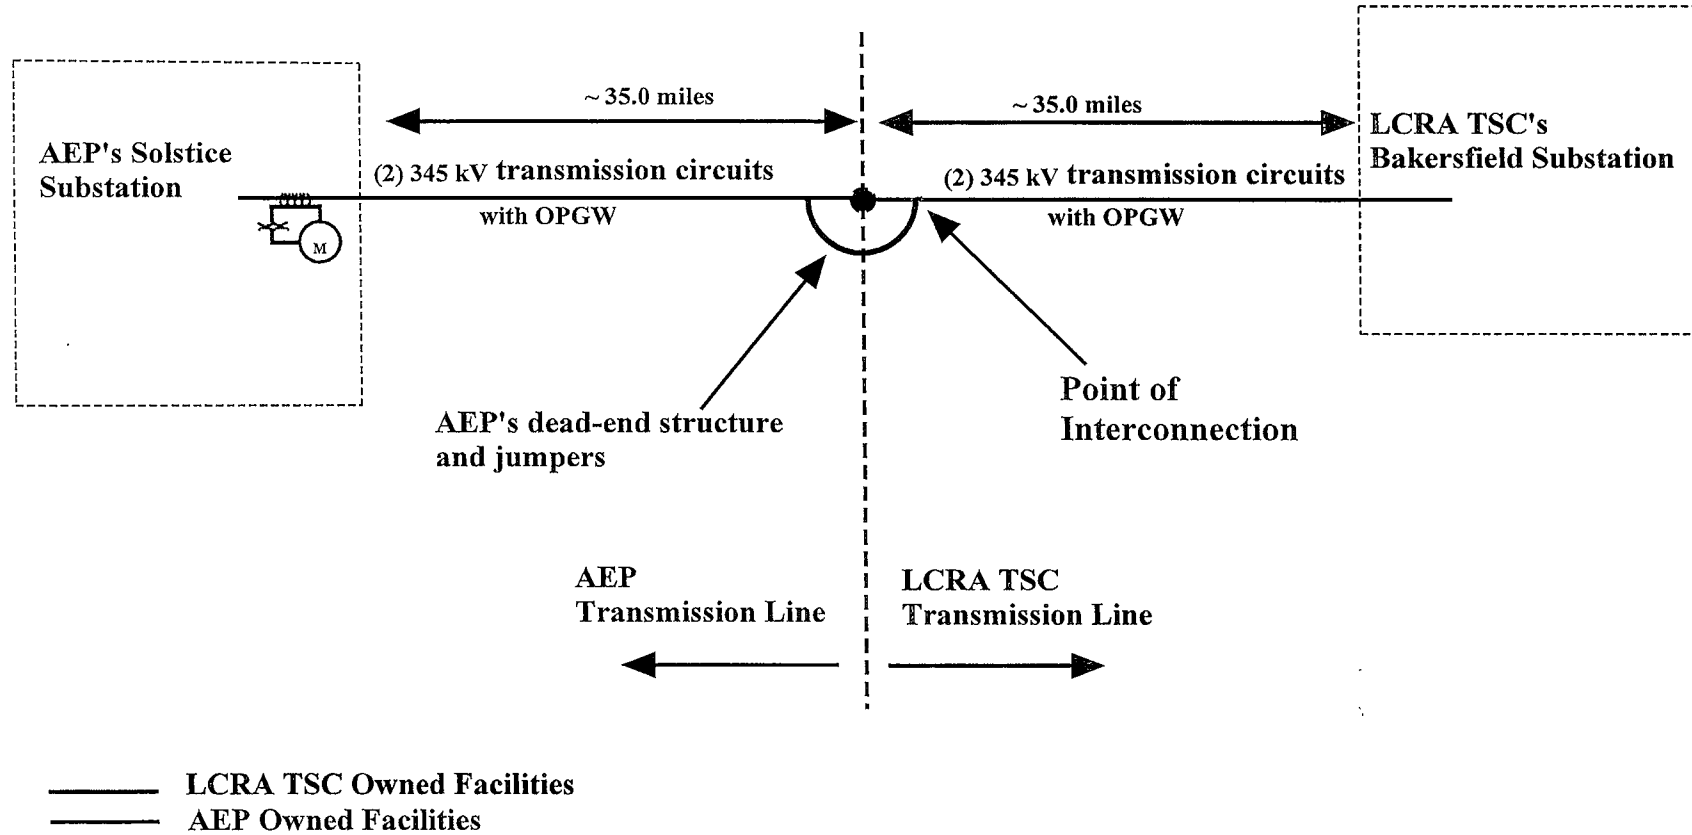 ~ 35.0 miles
~ 35.0 miles
AEP's Solstice
Substation
LCRA TSC's
Bakersfield Substation
(2) 345 kV transmission circuits
with OPGW
(2) 345 kV transmission circuits
with OPGW
M
AEP's dead-end structure
and jumpers
Point of
Interconnection
AEP
Transmission Line
LCRA TSC
Transmission Line
LCRA TSC Owned Facilities
AEP Owned Facilities